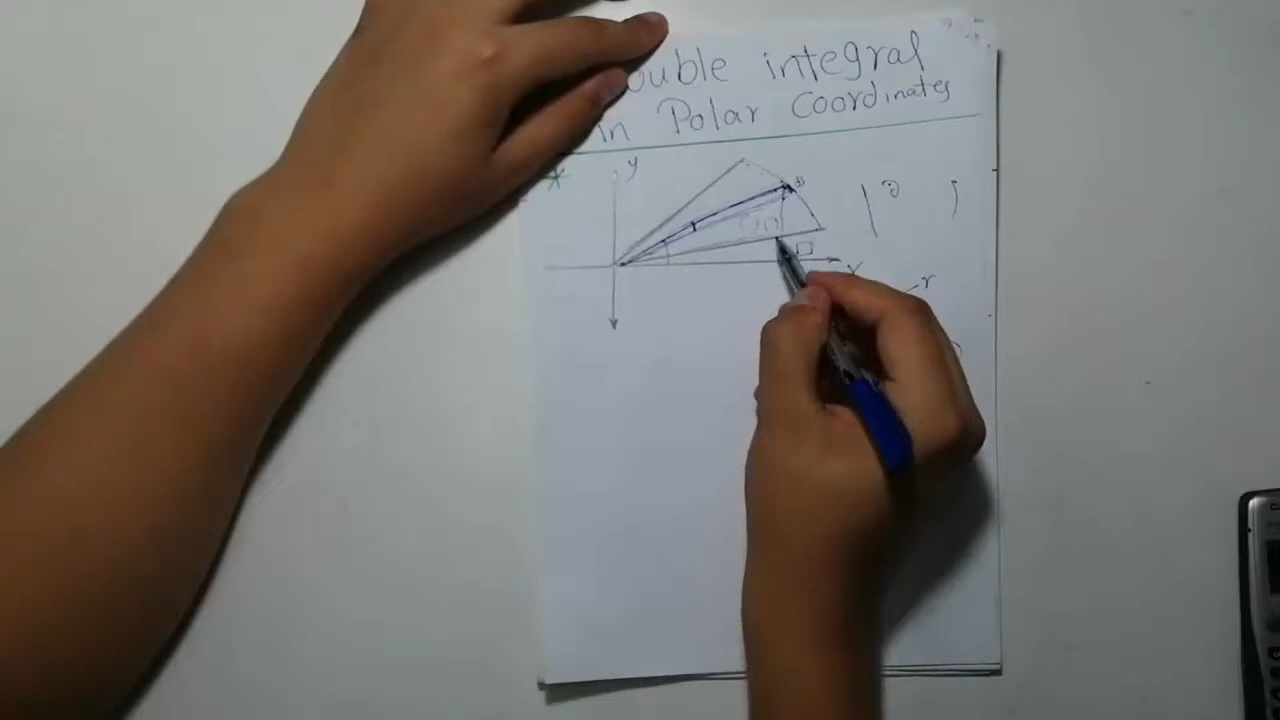 ouble integral
in Polar Coordinates
y
x
r